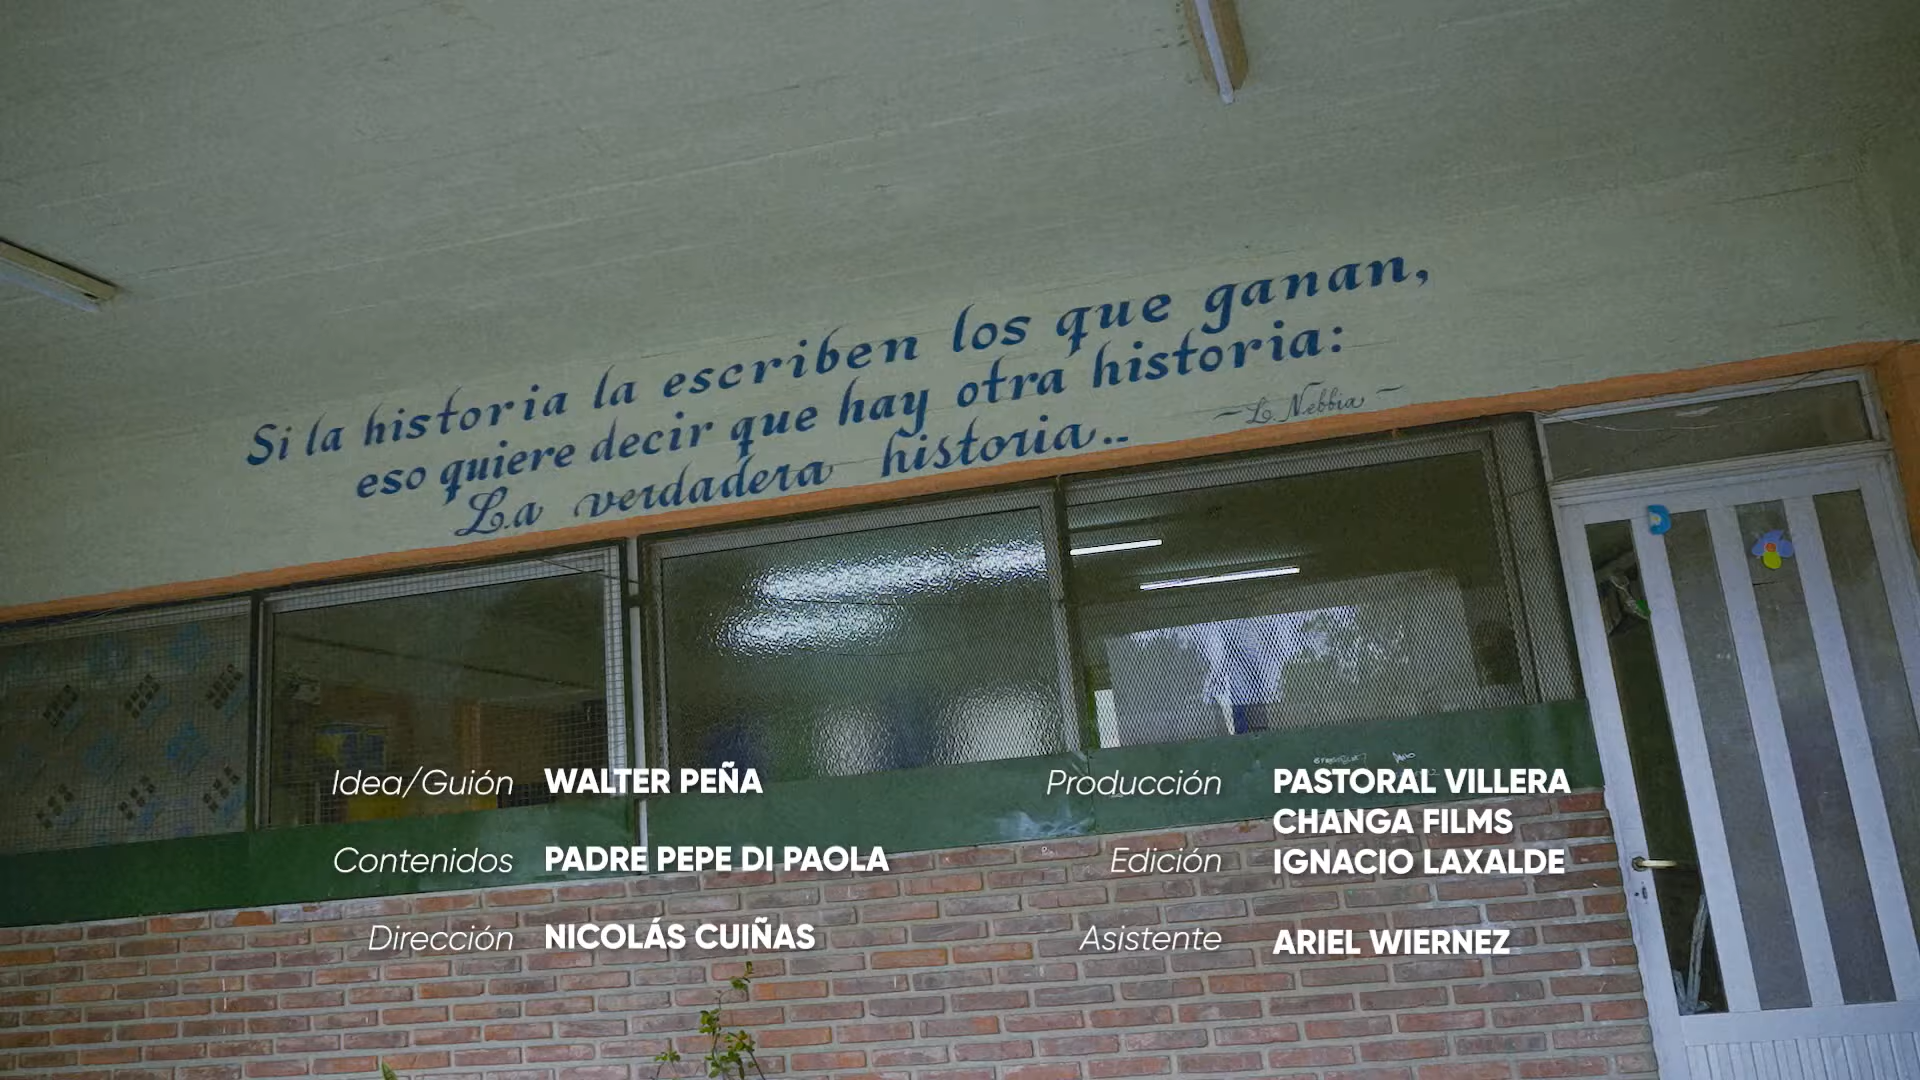 Si la historia la escriben los que ganan,
eso quiere decir que hay otra historia:
La verdadera historia..
— L. Nebbia —
Idea/Guión WALTER PEÑA
Contenidos PADRE PEPE DI PAOLA
Dirección NICOLÁS CUIÑAS
Producción PASTORAL VILLERA
CHANGA FILMS
Edición IGNACIO LAXALDE
Asistente ARIEL WIERNEZ